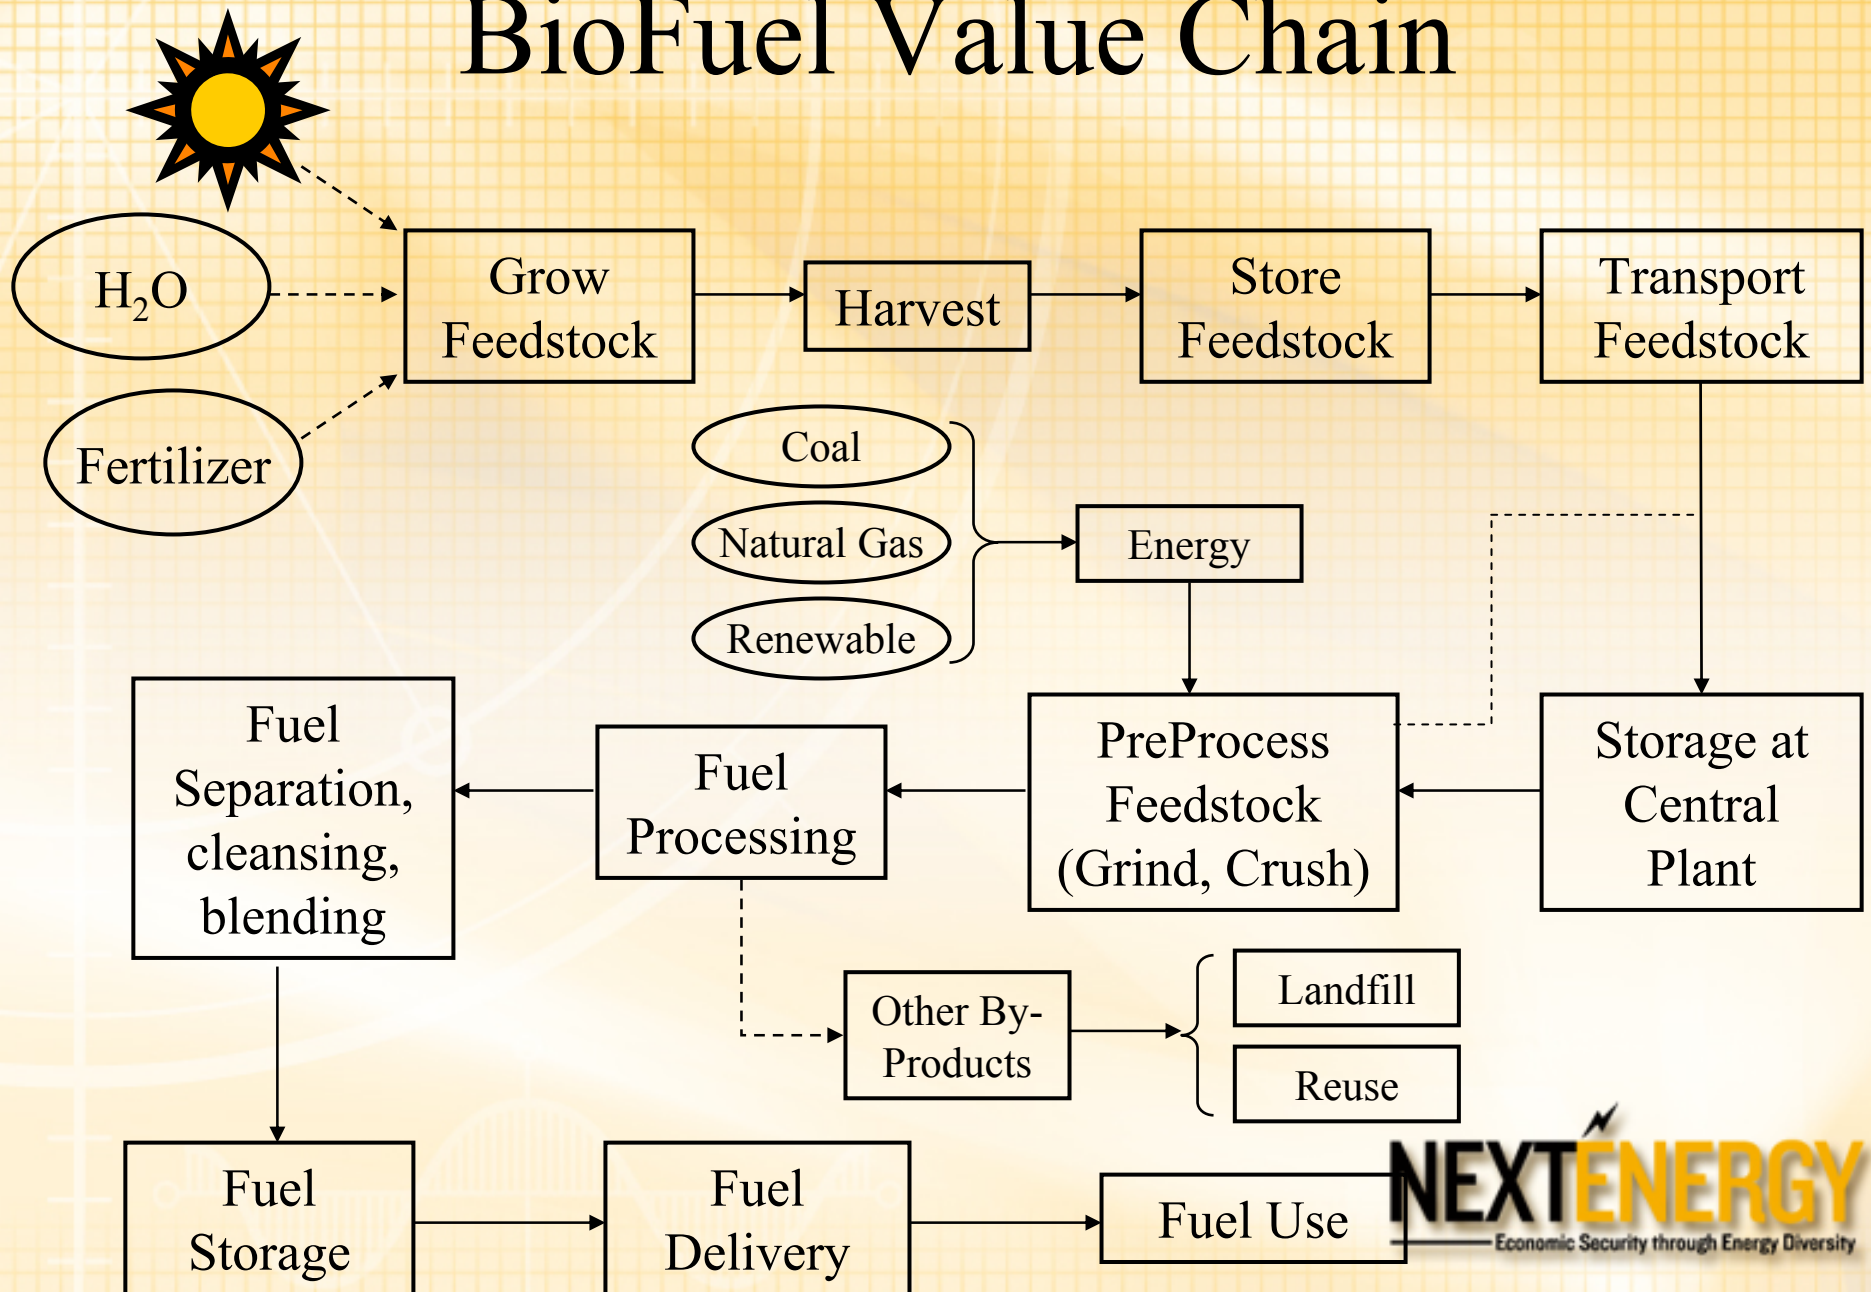 BioFuel Value Chain
H₂O
Fertilizer
Grow
Feedstock
Harvest
Store
Feedstock
Transport
Feedstock
Coal
Natural Gas
Renewable
Energy
Fuel
Separation,
cleansing,
blending
Fuel
Processing
PreProcess
Feedstock
(Grind, Crush)
Storage at
Central
Plant
Other By-
Products
Landfill
Reuse
Fuel
Storage
Fuel
Delivery
Fuel Use
NEXTENERGY
Economic Security through Energy Diversity